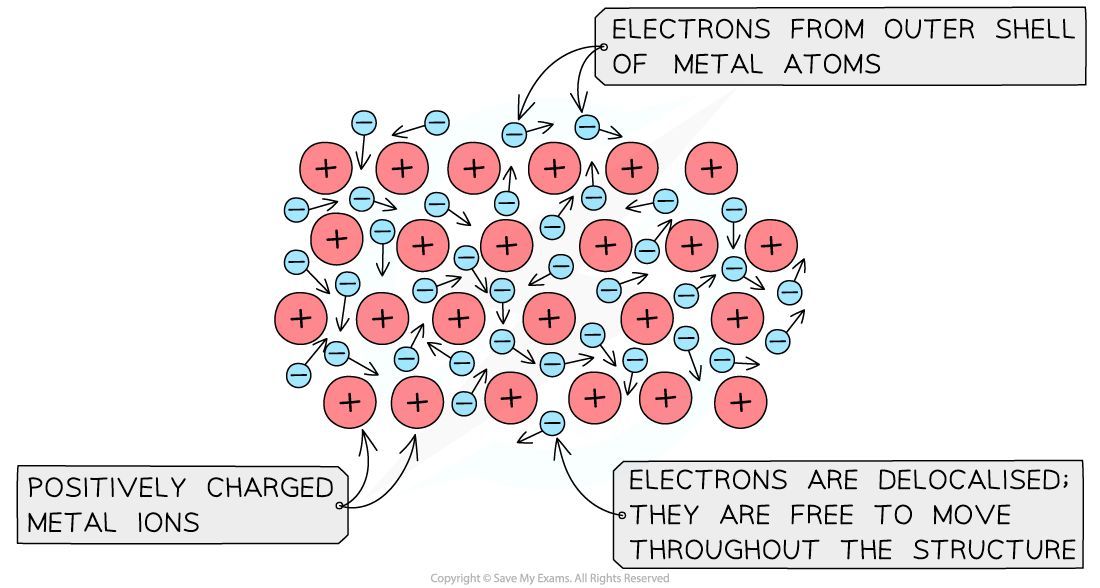 ELECTRONS FROM OUTER SHELL
OF METAL ATOMS
POSITIVELY CHARGED
METAL IONS
ELECTRONS ARE DELOCALISED;
THEY ARE FREE TO MOVE
THROUGHOUT THE STRUCTURE
Copyright © Save My Exams. All Rights Reserved